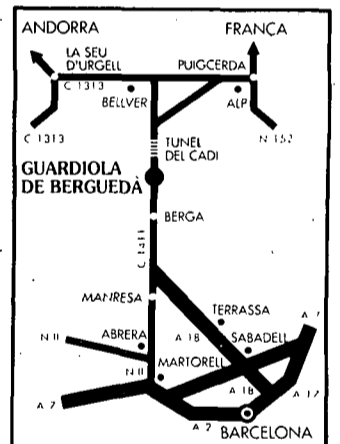 ANDORRA
FRANÇA
LA SEU
D'URGELL
PUIGCERDA
C 1313
BELLVER
ALP
C 1313
N 152
TUNEL
DEL CADI
GUARDIOLA
DE BERGUEDÀ
BERGA
C 1411
MANRESA
TERRASSA
A 7
N II
ABRERA
A 18
SABADELL
MARTORELL
N II
A 18
A 17
A 7
A 2
BARCELONA